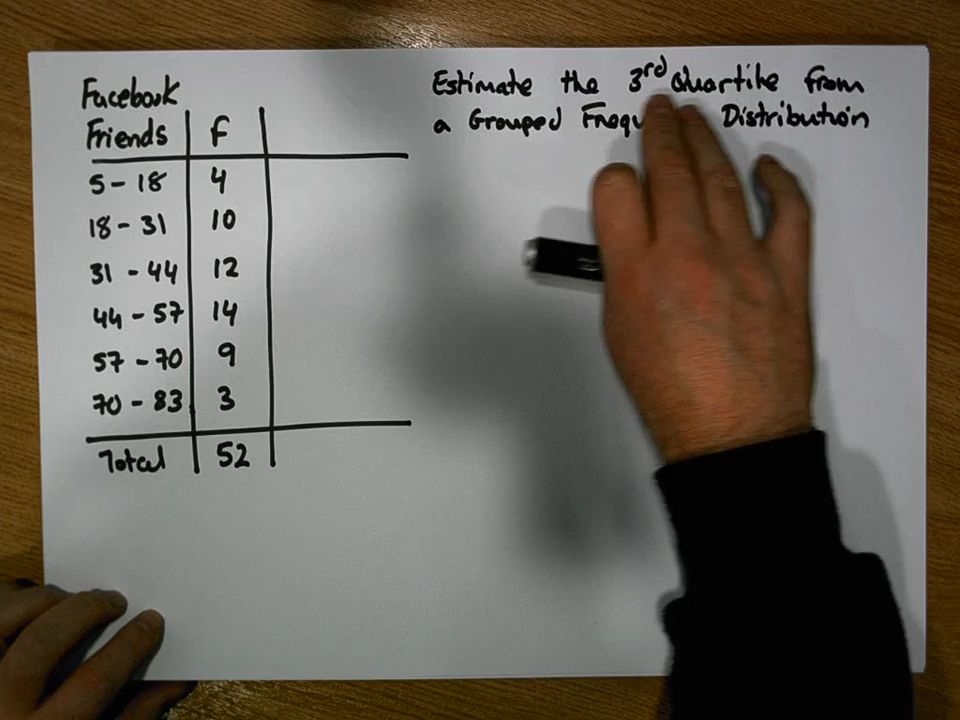 Facebook
Friends F
5 - 18 4
18 - 31 10
31 - 44 12
44 - 57 14
57 - 70 9
70 - 83 3
Total 52
Estimate the 3rd Quartile from
a Grouped Distribution